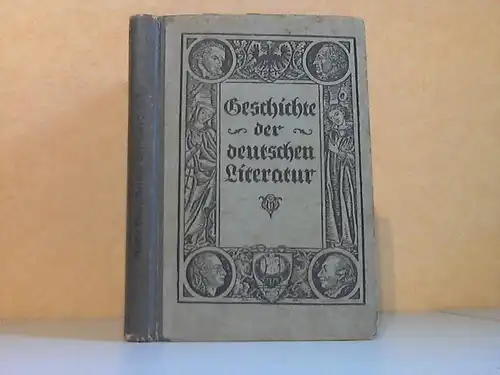 Geschichte
der
deutschen
Literatur